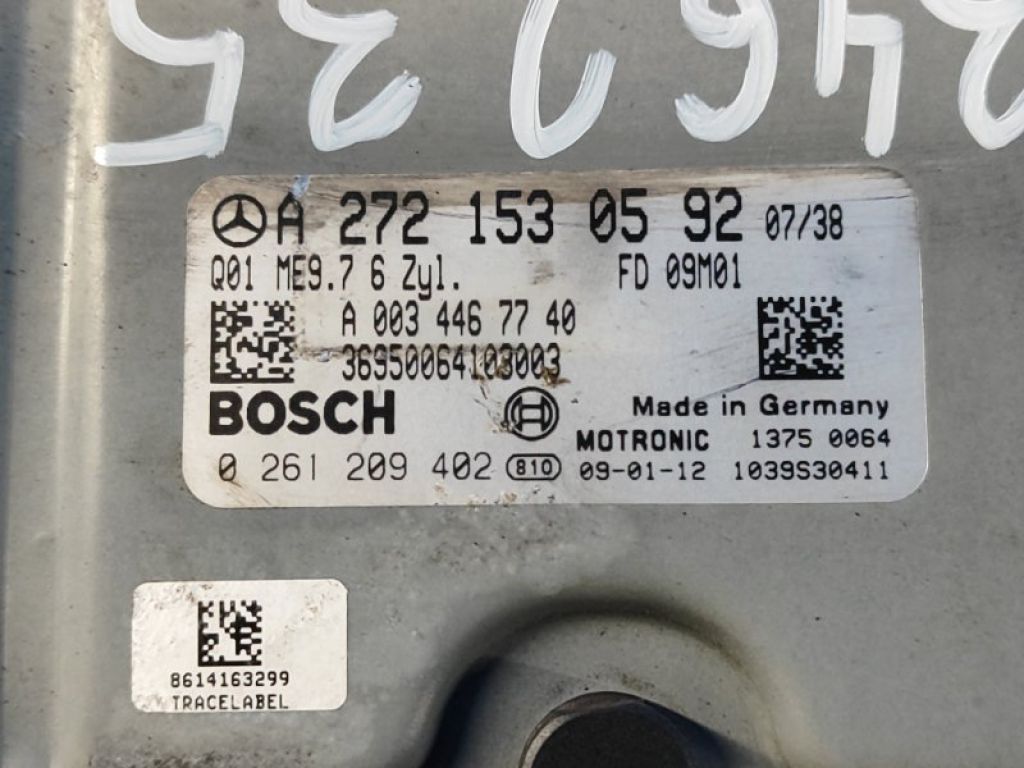 A 272 153 05 92 07/38
Q01 ME9.7 6 Zyl. FD 09M01
A 003 446 77 40
36950064103003
BOSCH
Made in Germany
MOTRONIC 1375 0064
0 261 209 402 810 09-01-12 1039S30411
8614163299
TRACELABEL